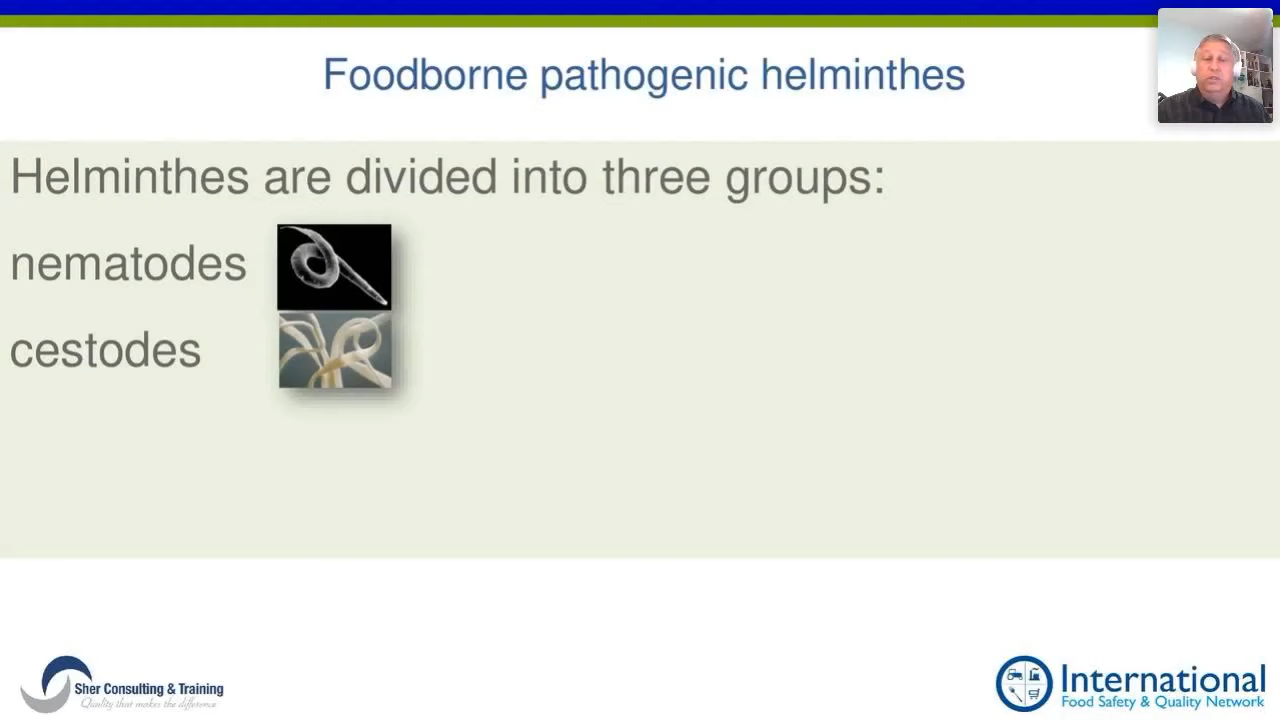 Foodborne pathogenic helminthes
Helminthes are divided into three groups:
nematodes
cestodes
Sher Consulting & Training
Quality that makes the difference
International
Food Safety & Quality Network